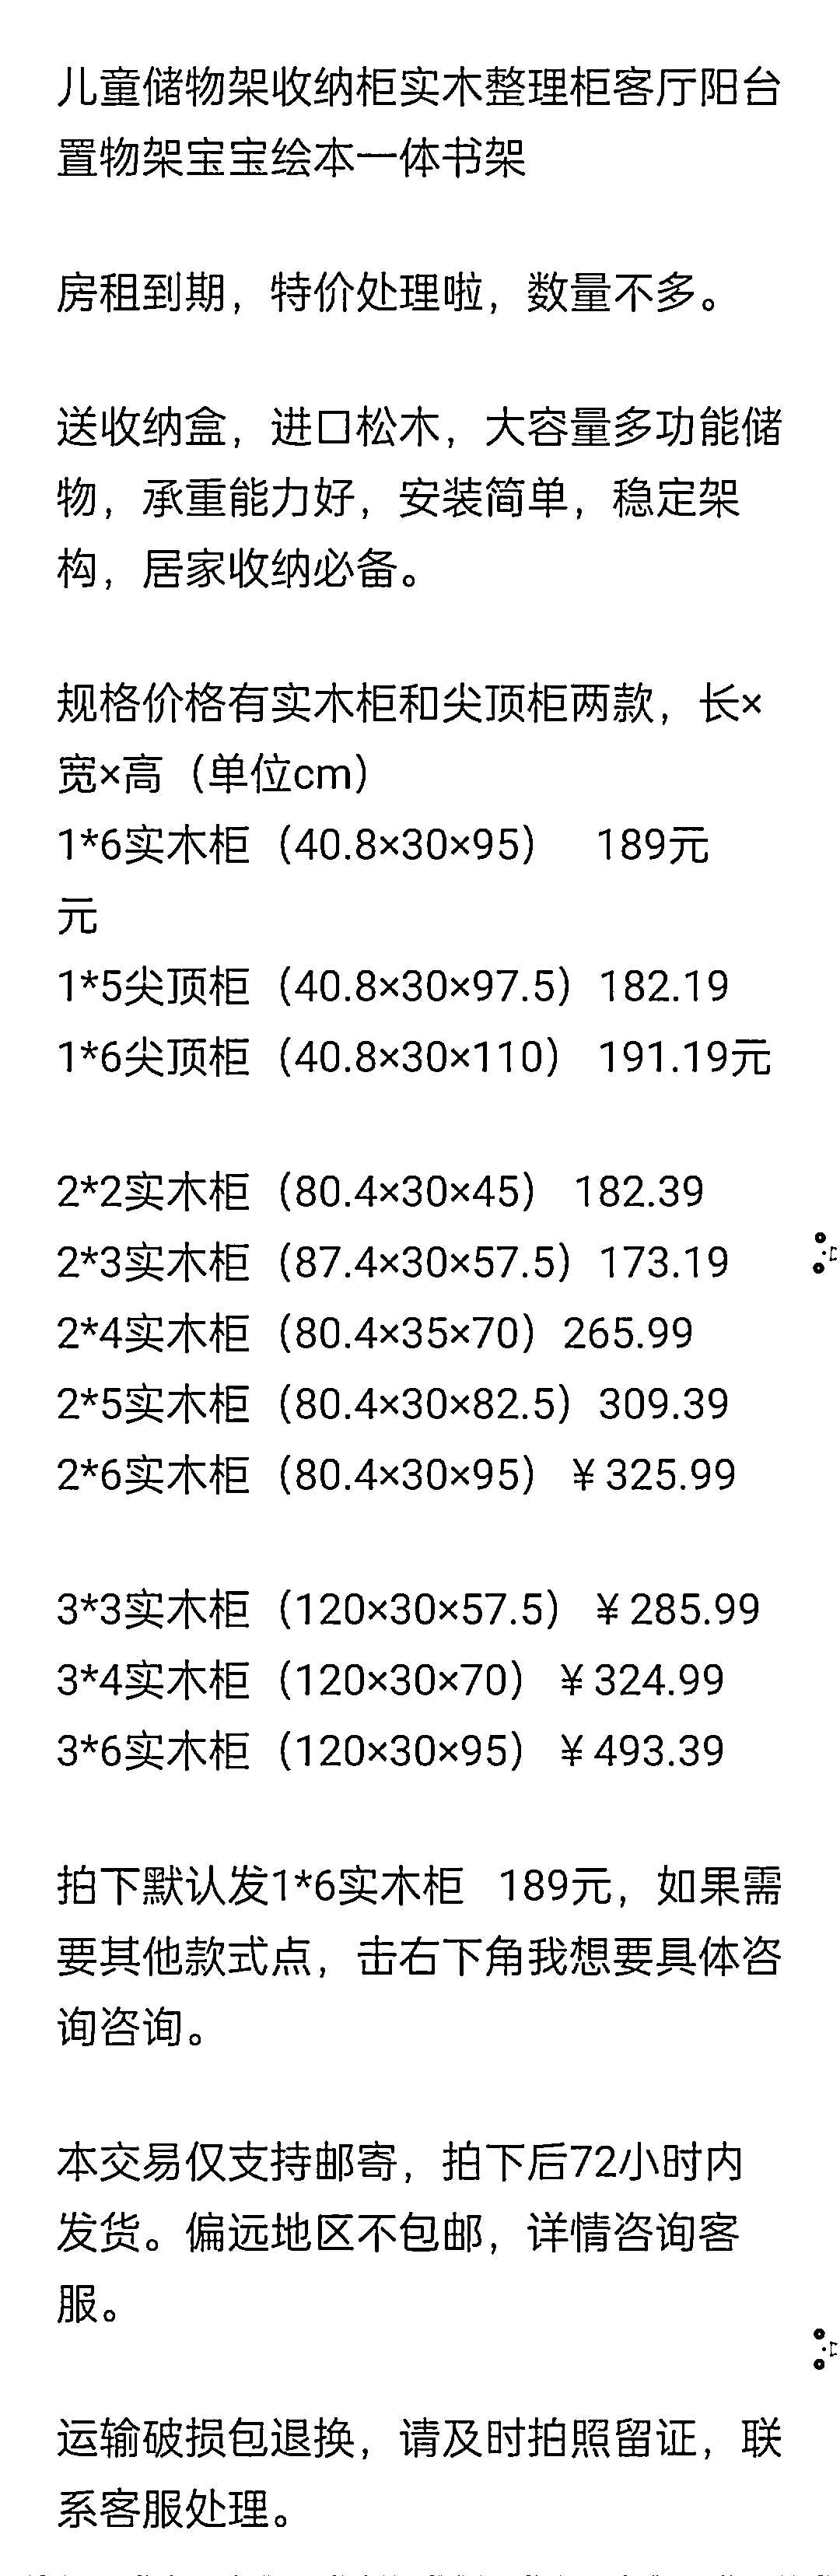 儿童储物架收纳柜实木整理柜客厅阳台
置物架宝宝绘本一体书架
房租到期，特价处理啦，数量不多。
送收纳盒，进口松木，大容量多功能储
物，承重能力好，安装简单，稳定架
构，居家收纳必备。
规格价格有实木柜和尖顶柜两款，长×
宽×高（单位cm）
1*6实木柜（40.8×30×95） 189元
元
1*5尖顶柜（40.8×30×97.5）182.19
1*6尖顶柜（40.8×30×110） 191.19元
2*2实木柜（80.4×30×45） 182.39
2*3实木柜（87.4×30×57.5）173.19
2*4实木柜（80.4×35×70）265.99
2*5实木柜（80.4×30×82.5）309.39
2*6实木柜（80.4×30×95） ￥325.99
3*3实木柜（120×30×57.5） ￥285.99
3*4实木柜（120×30×70） ￥324.99
3*6实木柜（120×30×95） ￥493.39
拍下默认发1*6实木柜 189元，如果需
要其他款式点，击右下角我想要具体咨
询咨询。
本交易仅支持邮寄，拍下后72小时内
发货。偏远地区不包邮，详情咨询客
服。
运输破损包退换，请及时拍照留证，联
系客服处理。